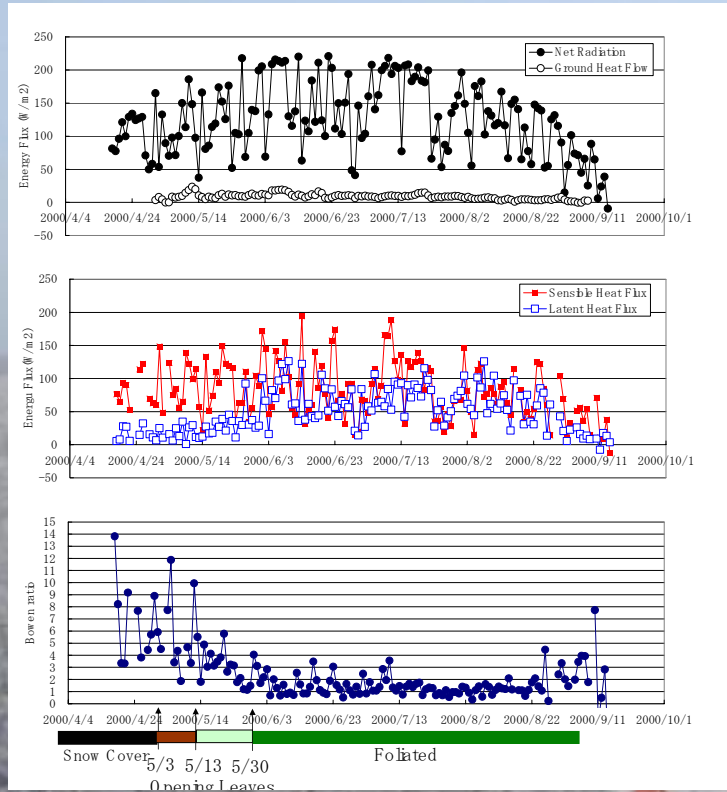 250
Net Radiation
200
Ground Heat Flow
150
100
50
0
-50
Energy Flux (W/m2)
2000/4/4 2000/4/24 2000/5/14 2000/6/3 2000/6/23 2000/7/13 2000/8/2 2000/8/22 2000/9/11 2000/10/1
250
Sensible Heat Flux
200
Latent Heat Flux
150
100
50
0
-50
Energy Flux (W/m2)
2000/4/4 2000/4/24 2000/5/14 2000/6/3 2000/6/23 2000/7/13 2000/8/2 2000/8/22 2000/9/11 2000/10/1
15
14
13
12
11
10
9
8
7
6
5
4
3
2
1
0
Bowen ratio
2000/4/4 2000/4/24 2000/5/14 2000/6/3 2000/6/23 2000/7/13 2000/8/2 2000/8/22 2000/9/11 2000/10/1
Snow Cover 5/3 5/13 5/30 Foliated
Opening Leaves